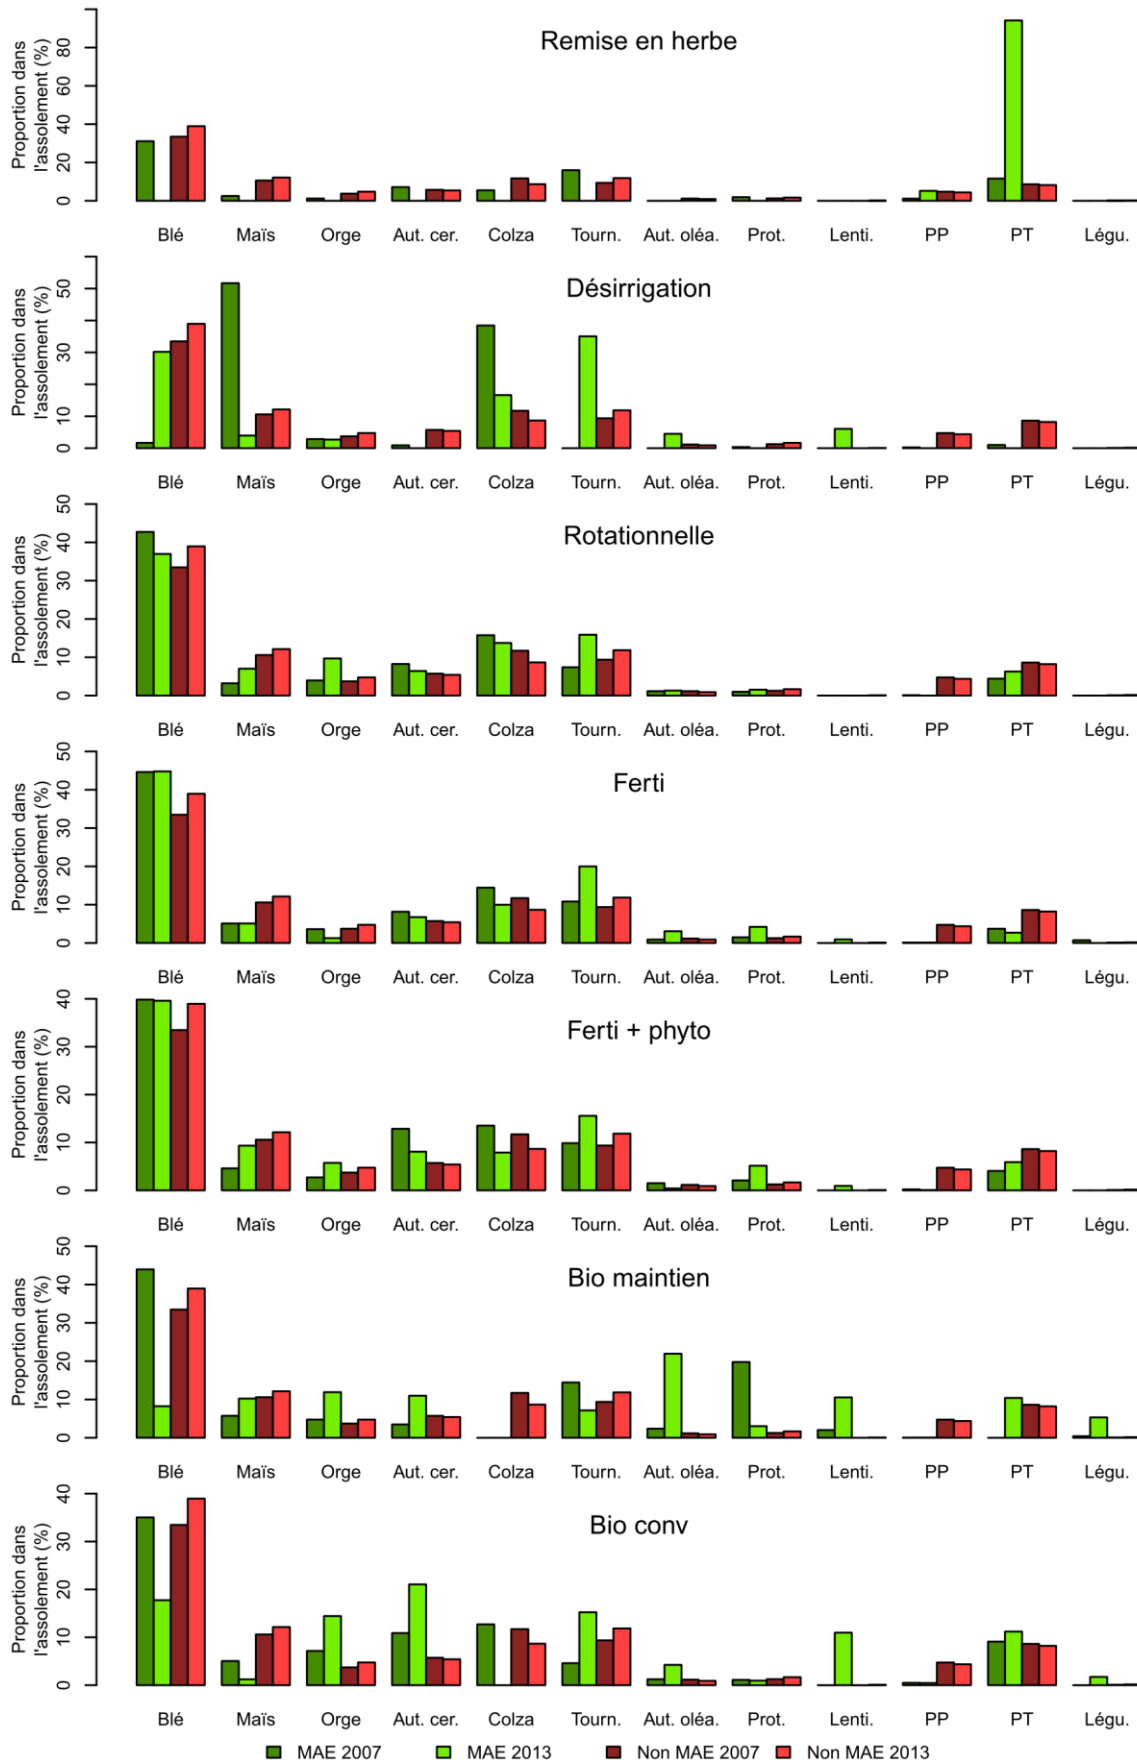 Remise en herbe
Proportion dans
l'assolement (%)
0 20 40 60 80
Blé Maïs Orge Aut. cer. Colza Tourn. Aut. oléa. Prot. Lenti. PP PT Légu.
Désirrigation
Proportion dans
l'assolement (%)
0 10 30 50
Blé Maïs Orge Aut. cer. Colza Tourn. Aut. oléa. Prot. Lenti. PP PT Légu.
Rotationnelle
Proportion dans
l'assolement (%)
0 10 20 30 40 50
Blé Maïs Orge Aut. cer. Colza Tourn. Aut. oléa. Prot. Lenti. PP PT Légu.
Ferti
Proportion dans
l'assolement (%)
0 10 20 30 40 50
Blé Maïs Orge Aut. cer. Colza Tourn. Aut. oléa. Prot. Lenti. PP PT Légu.
Ferti + phyto
Proportion dans
l'assolement (%)
0 10 20 30 40
Blé Maïs Orge Aut. cer. Colza Tourn. Aut. oléa. Prot. Lenti. PP PT Légu.
Bio maintien
Proportion dans
l'assolement (%)
0 10 20 30 40 50
Blé Maïs Orge Aut. cer. Colza Tourn. Aut. oléa. Prot. Lenti. PP PT Légu.
Bio conv
Proportion dans
l'assolement (%)
0 10 20 30 40
Blé Maïs Orge Aut. cer. Colza Tourn. Aut. oléa. Prot. Lenti. PP PT Légu.
MAE 2007 MAE 2013 Non MAE 2007 Non MAE 2013